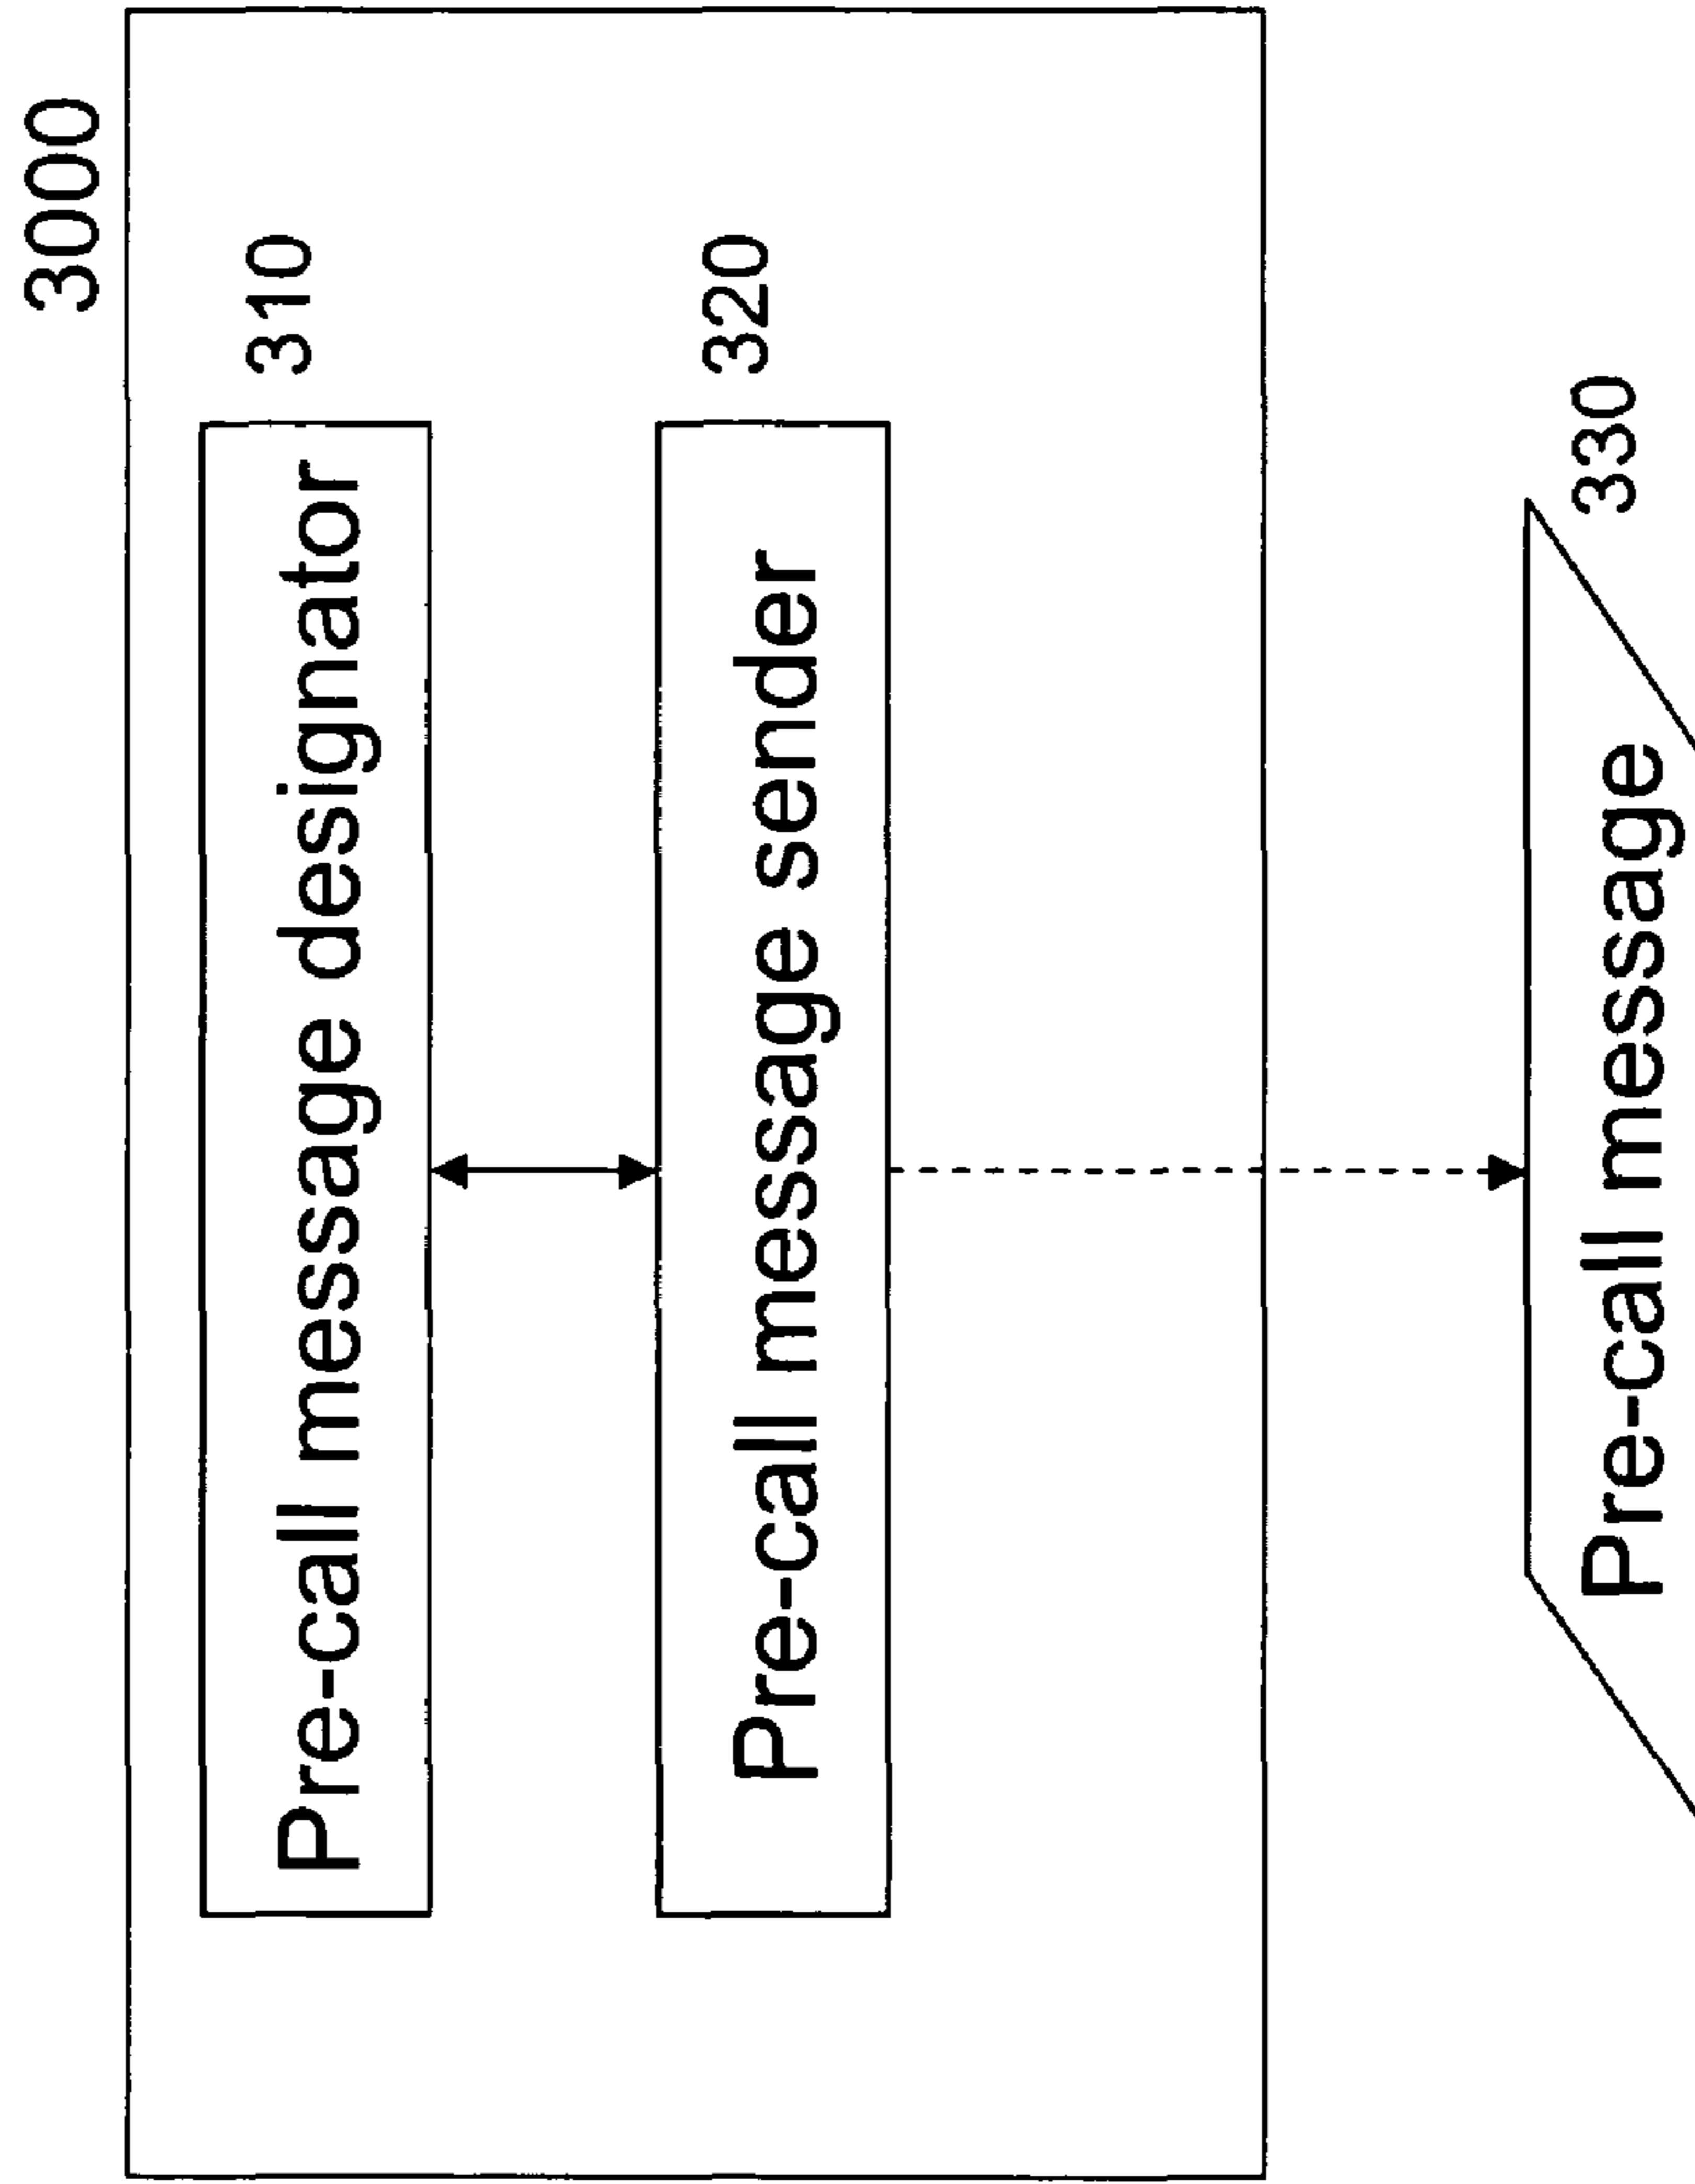 3000
310
Pre-call message designator
320
Pre-call message sender
330
Pre-call message